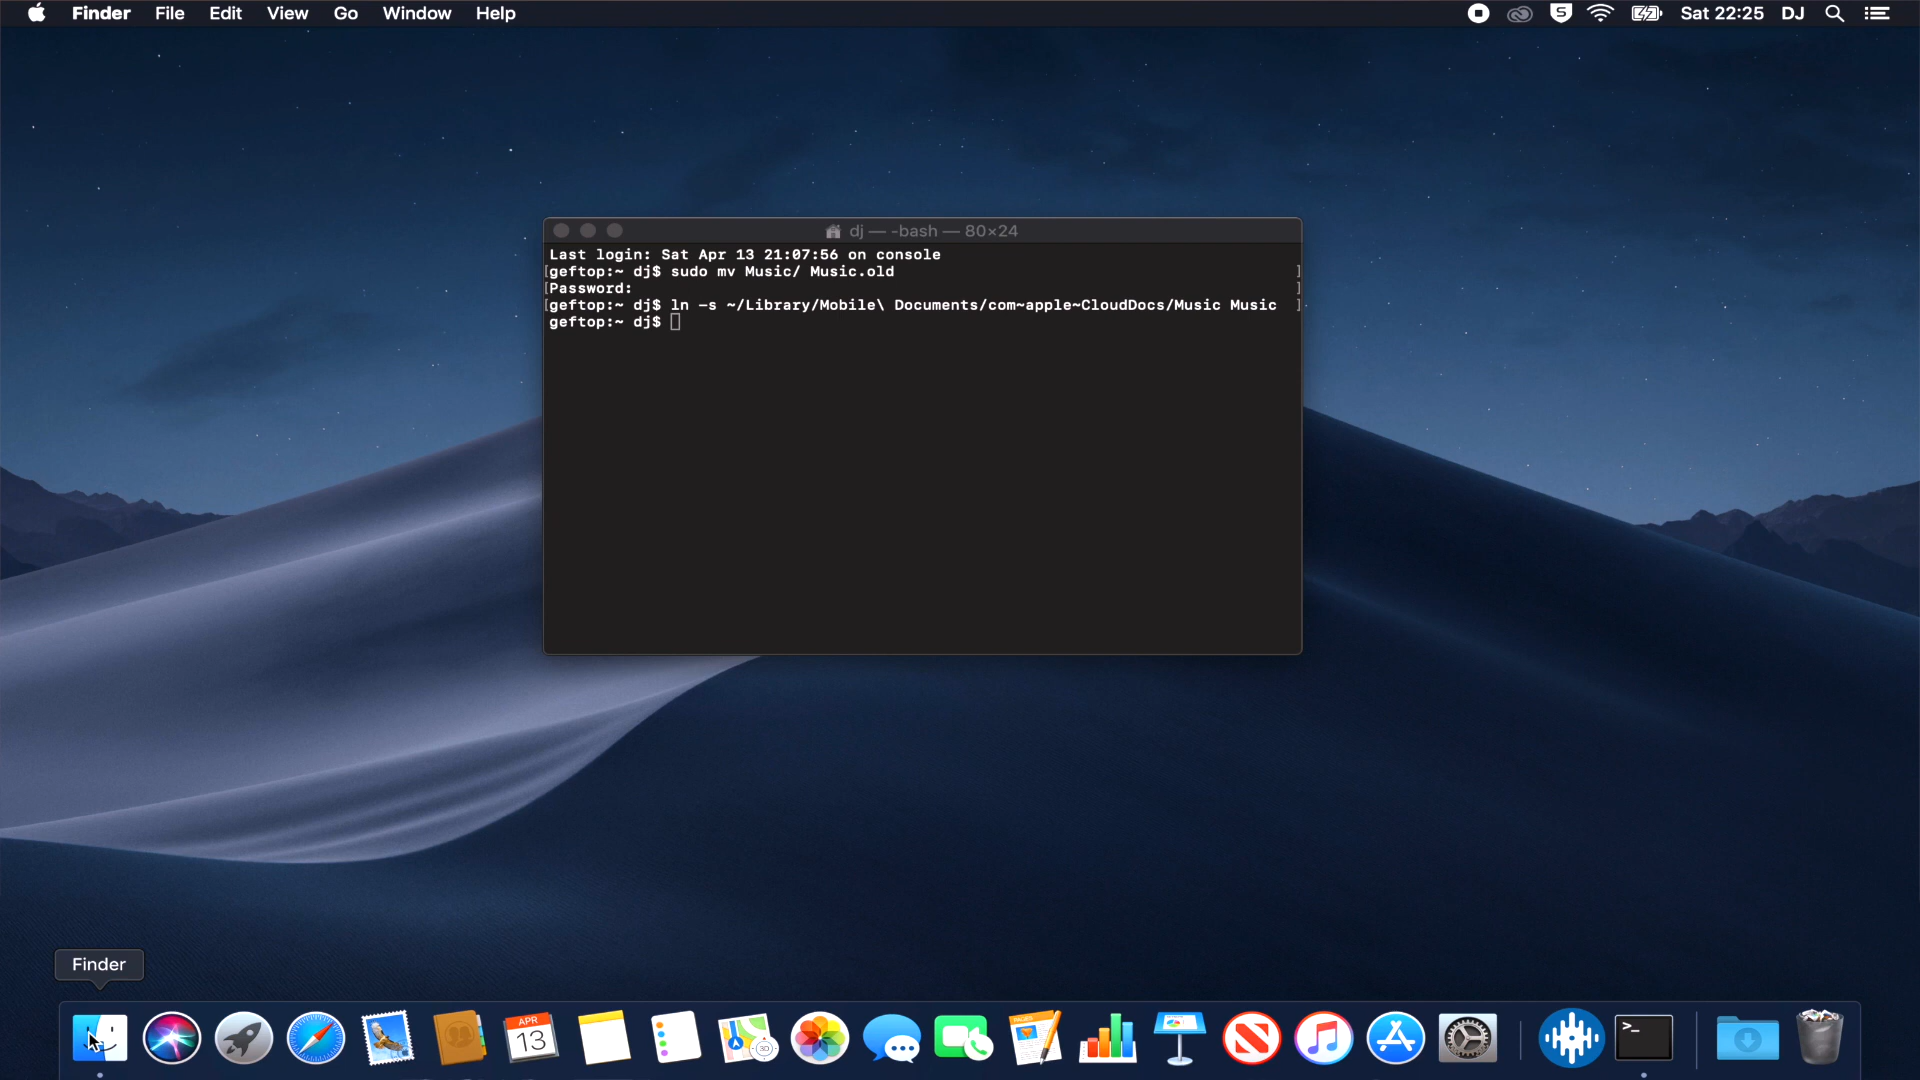 Finder File Edit View Go Window Help Sat 22:25 DJ
dj — -bash — 80×24
Last login: Sat Apr 13 21:07:56 on console
[geftop:~ dj$ sudo mv Music/ Music.old ]
[Password: ]
[geftop:~ dj$ ln -s ~/Library/Mobile\ Documents/com~apple~CloudDocs/Music Music ]
geftop:~ dj$
Finder
APR
13
30
PAGES
>_